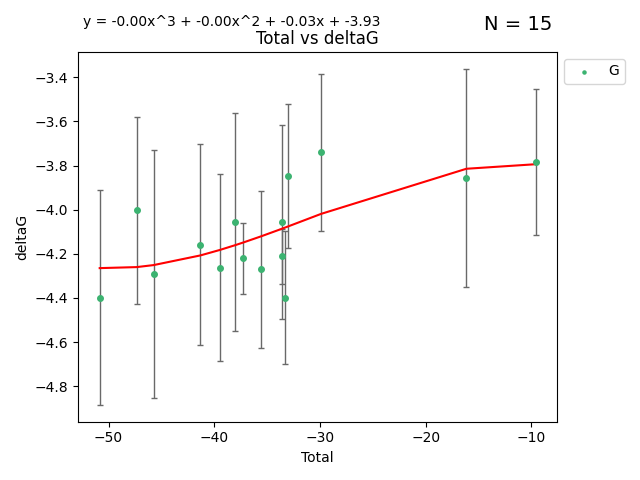 y = -0.00x^3 + -0.00x^2 + -0.03x + -3.93
N = 15
Total vs deltaG
G
deltaG
−3.4
−3.6
−3.8
−4.0
−4.2
−4.4
−4.6
−4.8
−50 −40 −30 −20 −10
Total